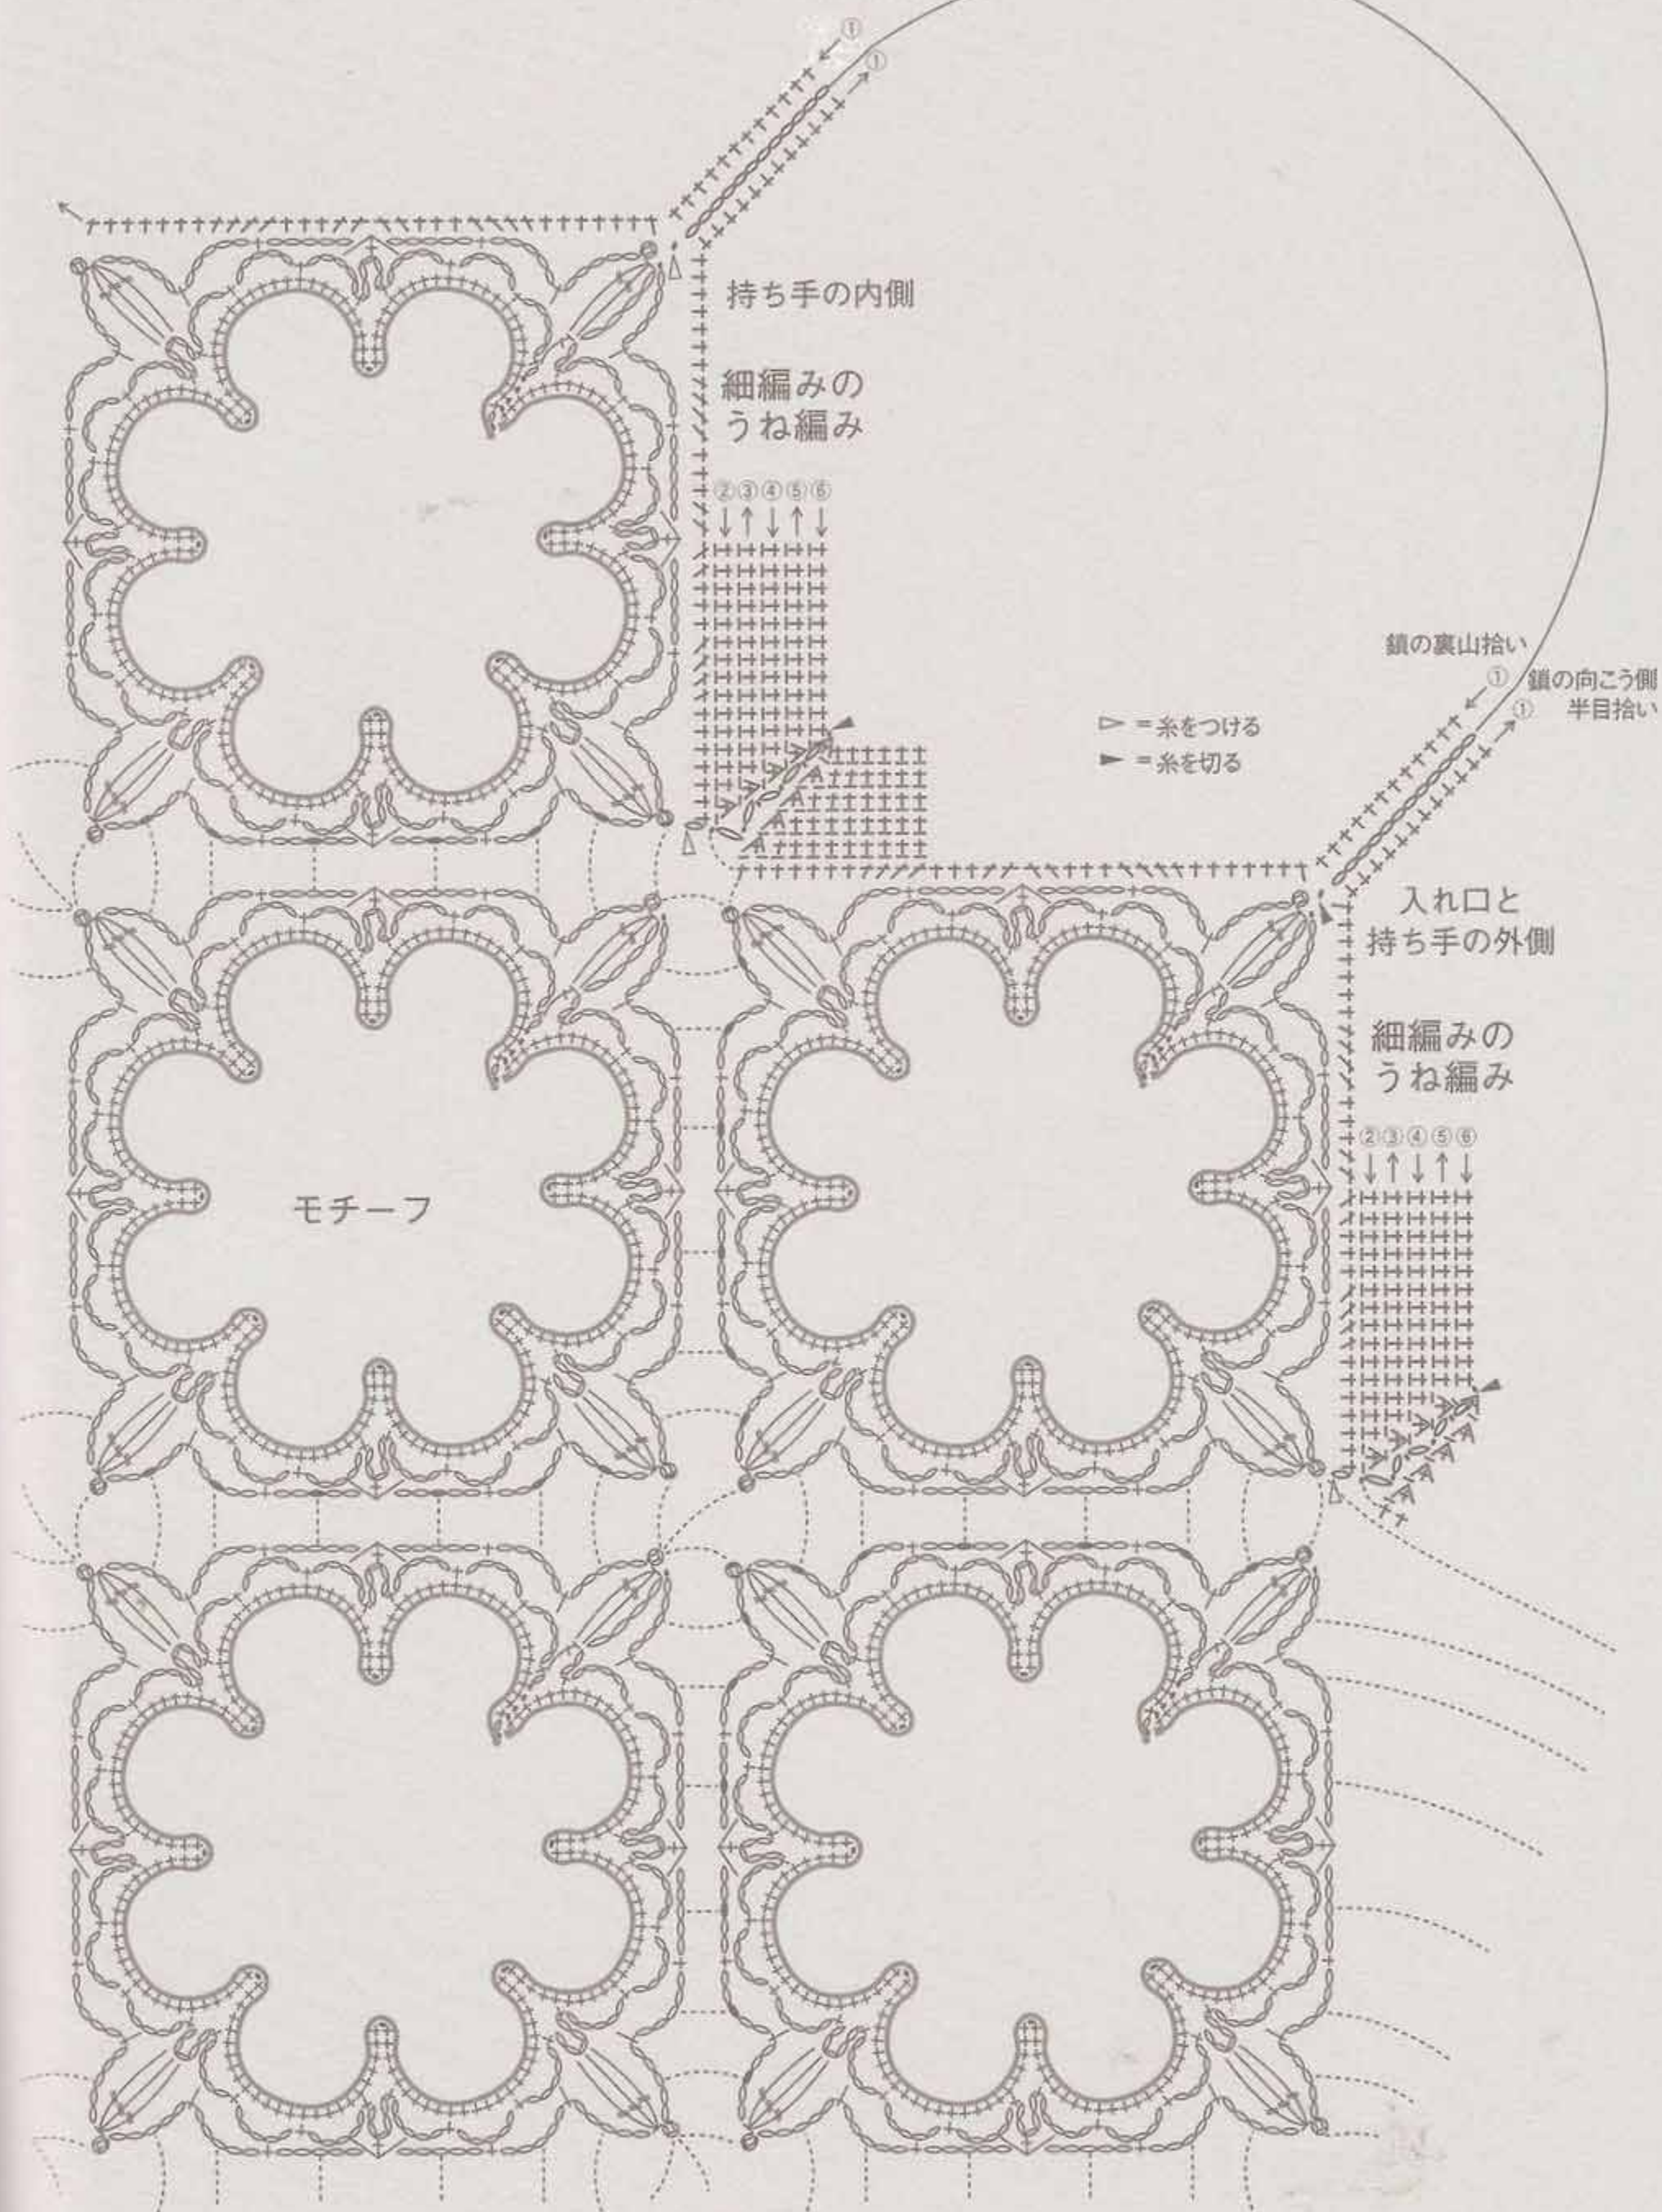 ①
①
持ち手の内側
細編みの
うね編み
②③④⑤⑥
鎖の裏山拾い
①
鎖の向こう側
半目拾い
①
▷ =糸をつける
► =糸を切る
入れ口と
持ち手の外側
細編みの
うね編み
②③④⑤⑥
モチーフ